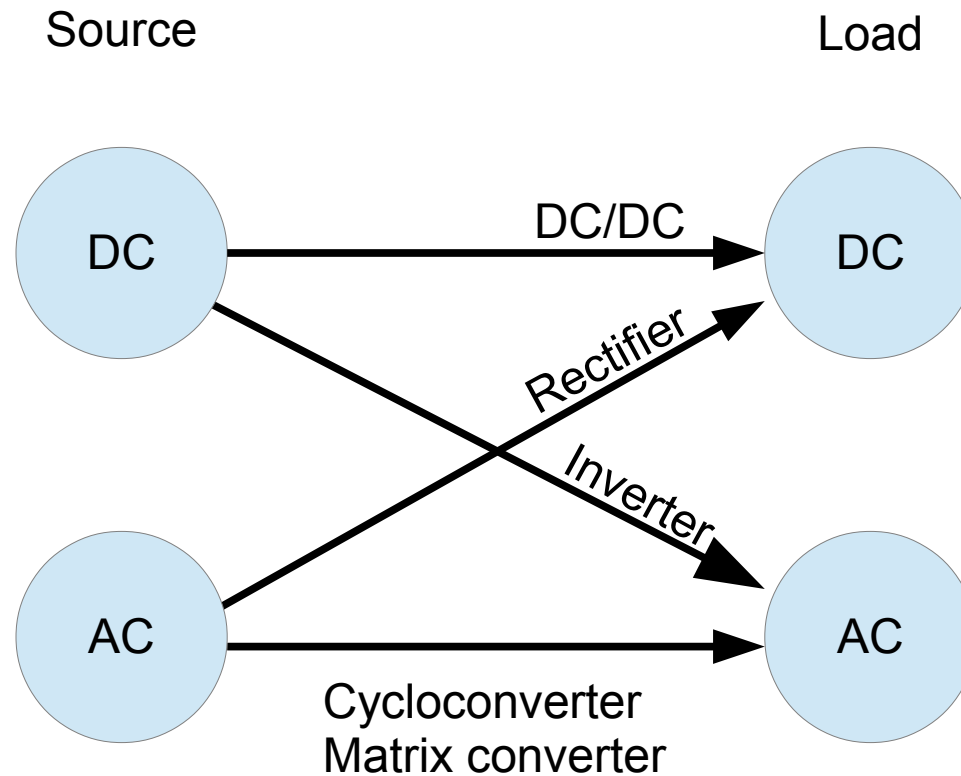 Source
Load
DC/DC
DC
DC
Rectifier
Inverter
AC
AC
Cycloconverter
Matrix converter